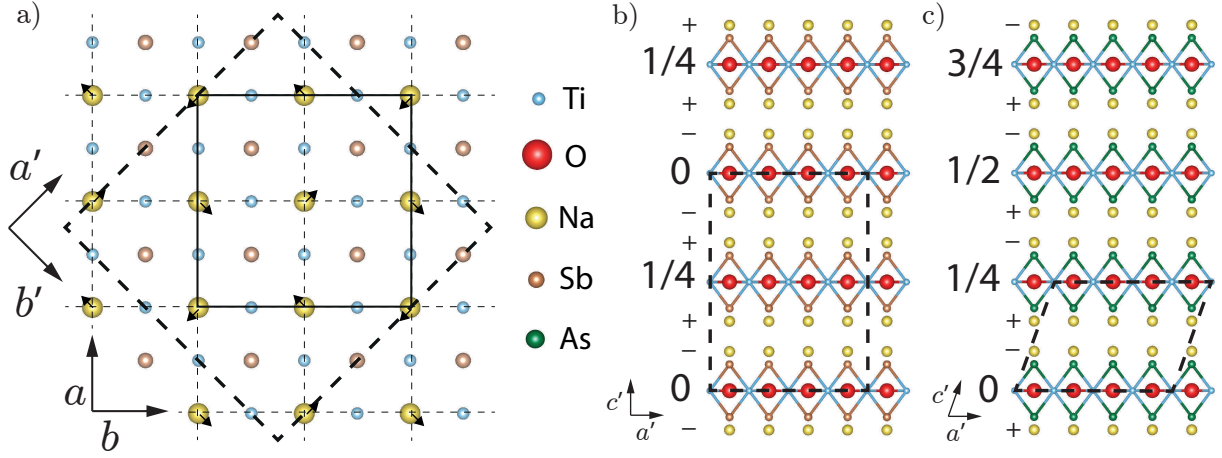 a)
a′
b′
a
b
Ti
O
Na
Sb
As
b)
+
1/4
+
−
0
−
+
1/4
+
−
0
−
c′
a′
c)
−
3/4
+
−
1/2
+
−
1/4
+
−
0
+
c′
a′